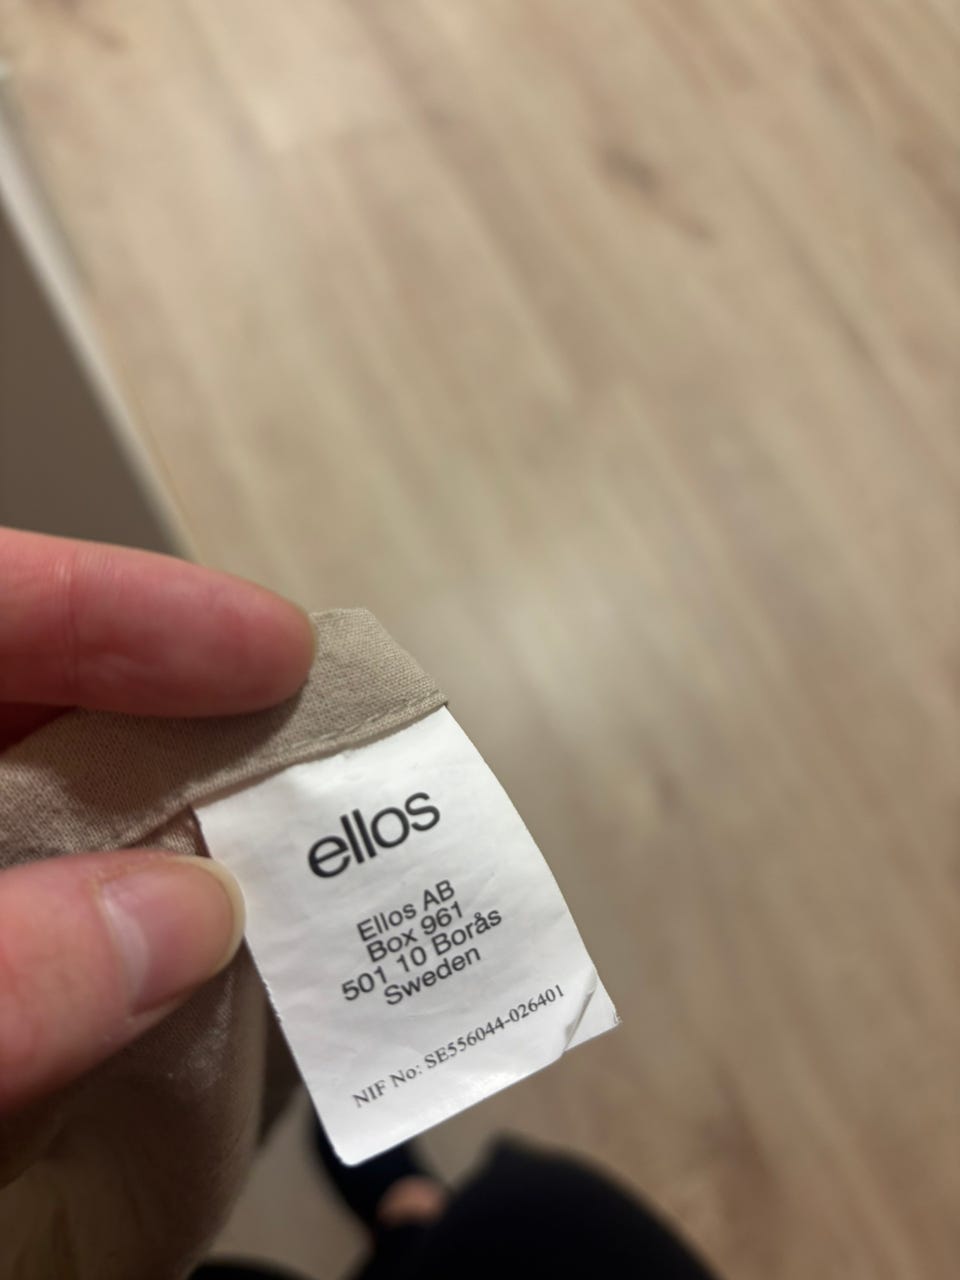 ellos
Ellos AB
Box 961
501 10 Borås
Sweden
NIF No: SE556044-026401